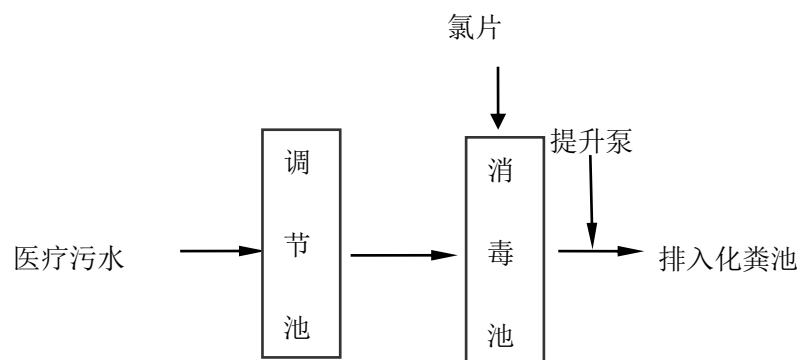 氯片
提升泵
调节池
消毒池
医疗污水
排入化粪池